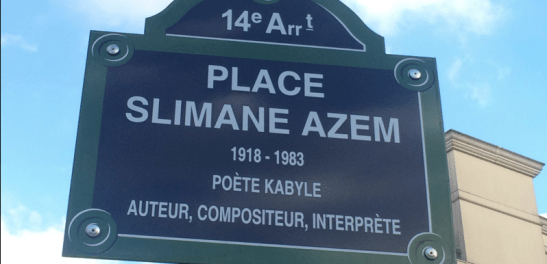 14e Arrt
PLACE
SLIMANE AZEM
1918 - 1983
POÈTE KABYLE
AUTEUR, COMPOSITEUR, INTERPRÈTE